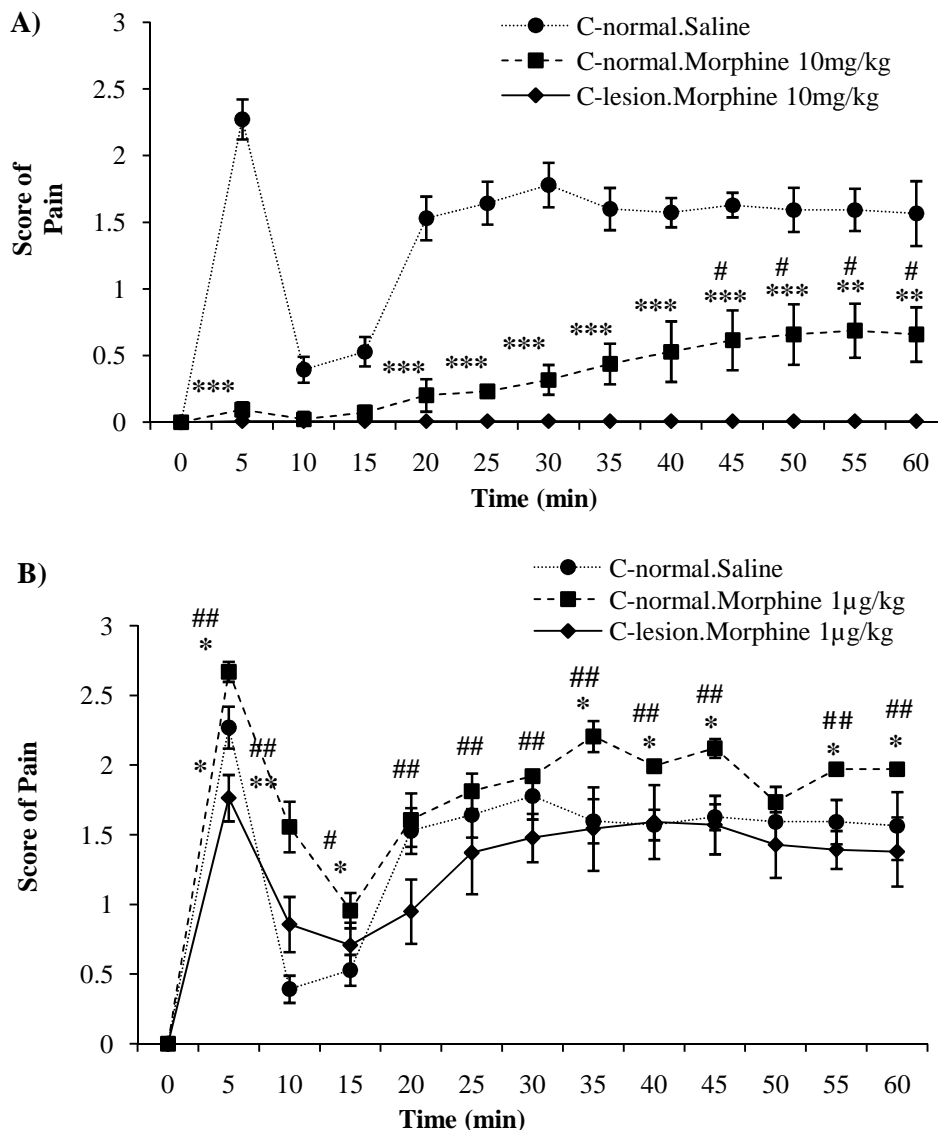 A)
C-normal.Saline
C-normal.Morphine 10mg/kg
C-lesion.Morphine 10mg/kg
Score of
Pain
3
2.5
2
1.5
1
0.5
0
# # # #
*** *** *** *** *** *** *** *** ** **
0 5 10 15 20 25 30 35 40 45 50 55 60
Time (min)
B)
C-normal.Saline
C-normal.Morphine 1µg/kg
C-lesion.Morphine 1µg/kg
Score of Pain
3
2.5
2
1.5
1
0.5
0
##
*
*
##
**
#
*
##
##
##
##
*
##
*
##
*
##
*
##
*
0 5 10 15 20 25 30 35 40 45 50 55 60
Time (min)